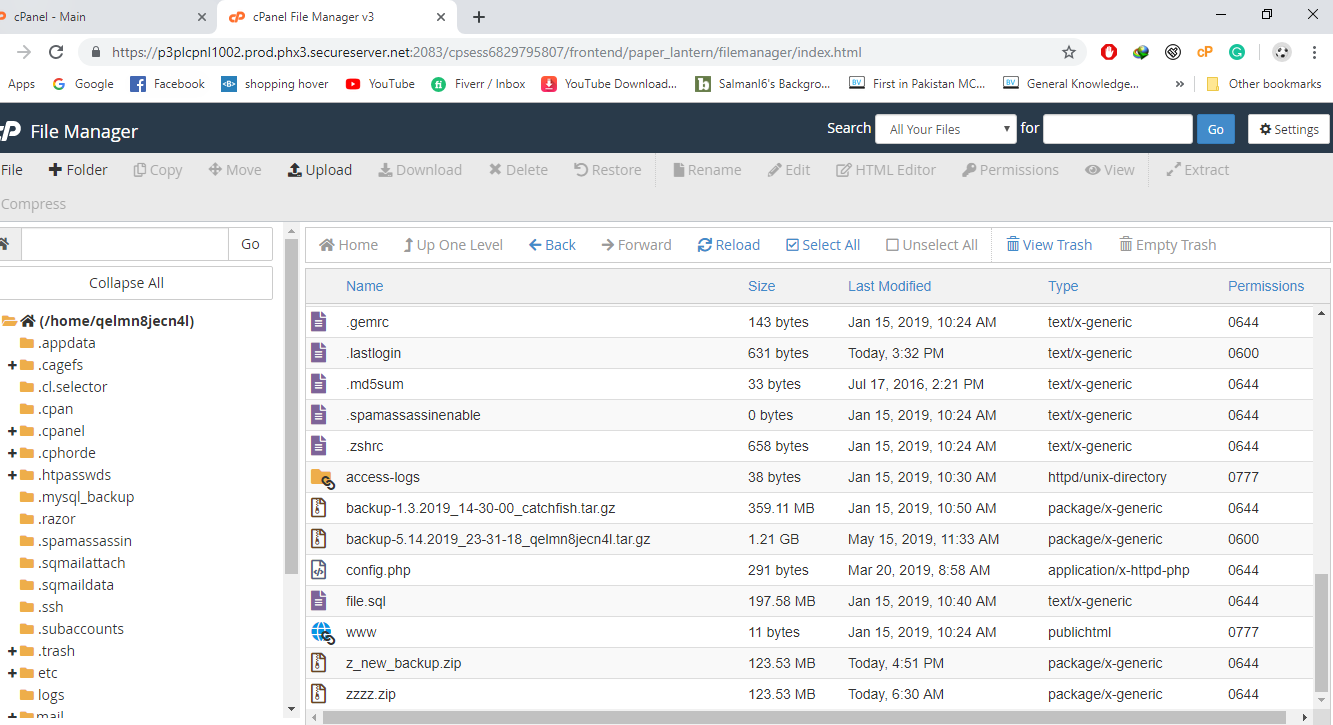 cPanel - Main
cPanel File Manager v3
https://p3plcpnl1002.prod.phx3.secureserver.net:2083/cpsess6829795807/frontend/paper_lantern/filemanager/index.html
Apps Google Facebook shopping hover YouTube Fiverr / Inbox YouTube Download... Salman16's Backgro... First in Pakistan MC... General Knowledge... » Other bookmarks
cP File Manager Search All Your Files for Go Settings
File Folder Copy Move Upload Download Delete Restore Rename Edit HTML Editor Permissions View Extract
Compress
Go
Collapse All
(/home/qelmn8jecn4l)
.appdata
.cagefs
.cl.selector
.cpan
.cpanel
.cphorde
.htpasswds
.mysql_backup
.razor
.spamassassin
.sqmailattach
.sqmaildata
.ssh
.subaccounts
.trash
etc
logs
mail
Home Up One Level Back Forward Reload Select All Unselect All View Trash Empty Trash
Name Size Last Modified Type Permissions
.gemrc 143 bytes Jan 15, 2019, 10:24 AM text/x-generic 0644
.lastlogin 631 bytes Today, 3:32 PM text/x-generic 0600
.md5sum 33 bytes Jul 17, 2016, 2:21 PM text/x-generic 0644
.spamassassinenable 0 bytes Jan 15, 2019, 10:24 AM text/x-generic 0644
.zshrc 658 bytes Jan 15, 2019, 10:24 AM text/x-generic 0644
access-logs 38 bytes Jan 15, 2019, 10:30 AM httpd/unix-directory 0777
backup-1.3.2019_14-30-00_catchfish.tar.gz 359.11 MB Jan 15, 2019, 10:50 AM package/x-generic 0644
backup-5.14.2019_23-31-18_qelmn8jecn4l.tar.gz 1.21 GB May 15, 2019, 11:33 AM package/x-generic 0600
config.php 291 bytes Mar 20, 2019, 8:58 AM application/x-httpd-php 0644
file.sql 197.58 MB Jan 15, 2019, 10:40 AM text/x-generic 0644
www 11 bytes Jan 15, 2019, 10:24 AM publichtml 0777
z_new_backup.zip 123.53 MB Today, 4:51 PM package/x-generic 0644
zzzz.zip 123.53 MB Today, 6:30 AM package/x-generic 0644